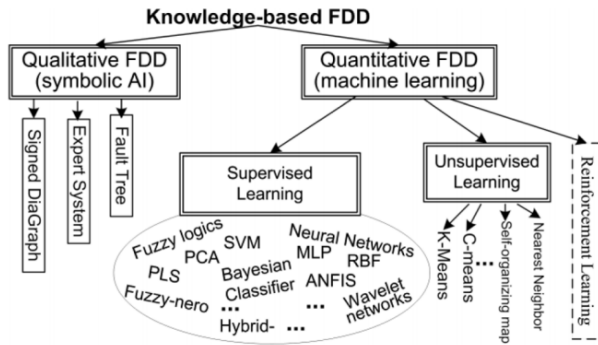 Knowledge-based FDD
Qualitative FDD
(symbolic AI)
Quantitative FDD
(machine learning)
Signed DiaGraph
Expert System
Fault Tree
Supervised
Learning
Unsupervised
Learning
Reinforcement Learning
Fuzzy logics
SVM
Neural Networks
PCA
MLP
RBF
PLS
Bayesian
Classifier
ANFIS
Fuzzy-nero
...
Wavelet
networks
Hybrid-
...
K-Means
C-means
...
Self-organizing map
Nearest Neighbor